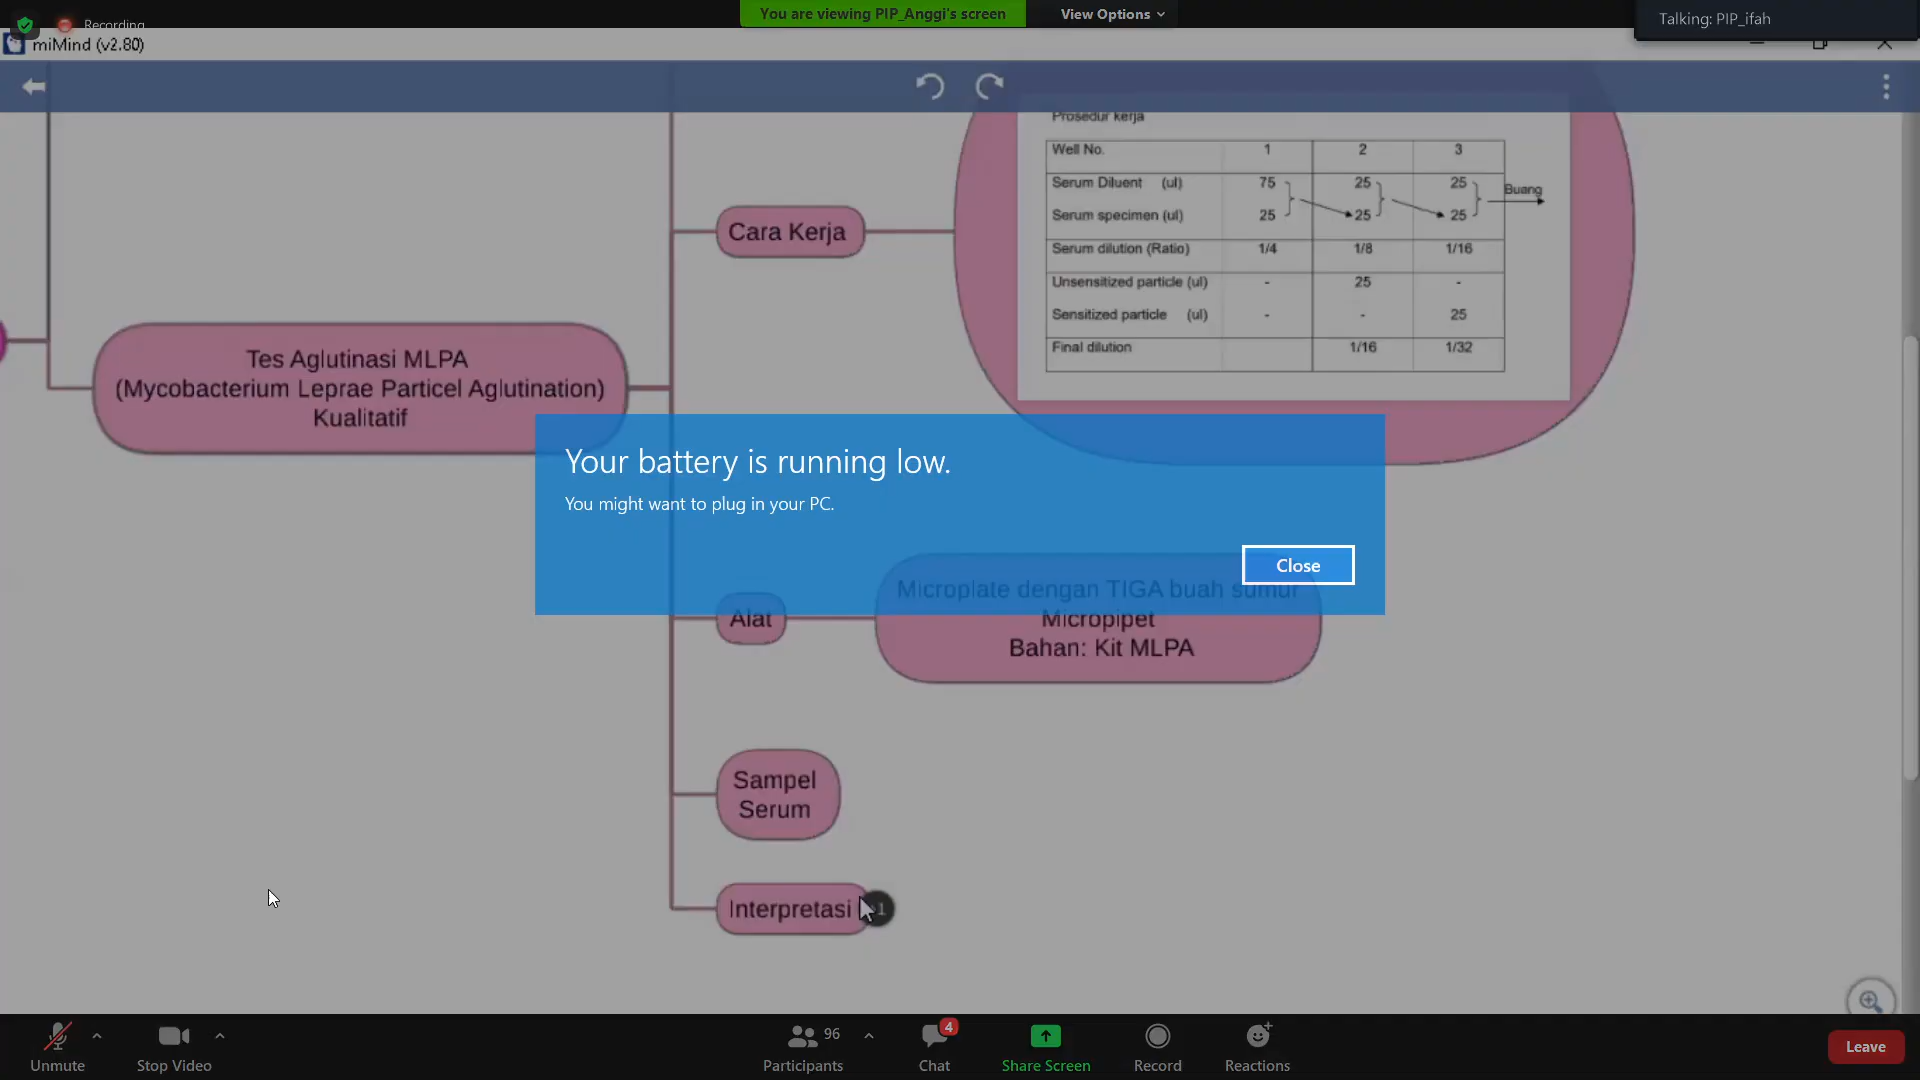 Recording
You are viewing PIP_Anggi's screen
View Options
Talking: PIP_ifah
miMind (v2.80)
Prosedur kerja
Well No. 1 2 3
Serum Diluent (ul) 75 25 25
Buang
Serum specimen (ul) 25 25 25
Serum dilution (Ratio) 1/4 1/8 1/16
Unsensitized particle (ul) - 25 -
Sensitized particle (ul) - - 25
Final dilution 1/16 1/32
Cara Kerja
Tes Aglutinasi MLPA
(Mycobacterium Leprae Particel Aglutination)
Kualitatif
Your battery is running low.
You might want to plug in your PC.
Close
Alat
Microplate dengan TIGA buah sumur
Micropipet
Bahan: Kit MLPA
Sampel
Serum
Interpretasi
1
Unmute
Stop Video
96
Participants
4
Chat
Share Screen
Record
Reactions
Leave